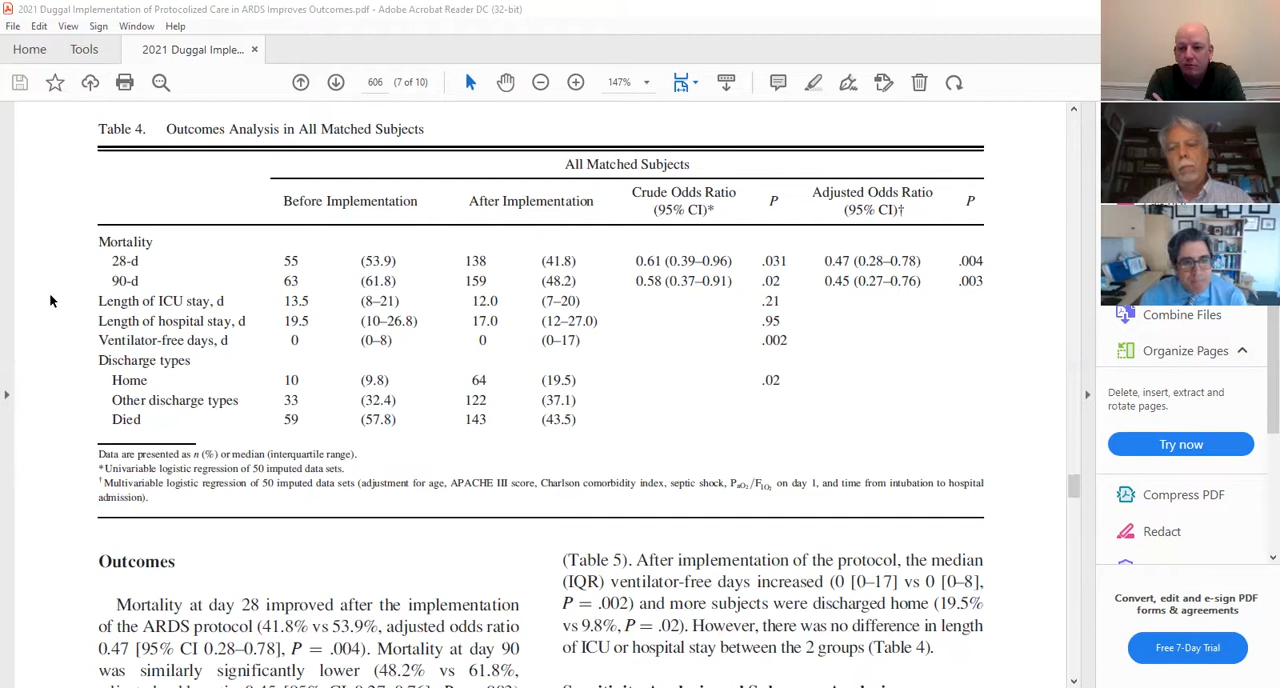 2021 Duggal Implementation of Protocolized Care in ARDS Improves Outcomes.pdf - Adobe Acrobat Reader DC (32-bit)
File Edit View Sign Window Help
Home Tools 2021 Duggal Imple... ×
606 (7 of 10) 147%
Table 4. Outcomes Analysis in All Matched Subjects
All Matched Subjects
Before Implementation After Implementation Crude Odds Ratio (95% CI)* P Adjusted Odds Ratio (95% CI)† P
Mortality
28-d 55 (53.9) 138 (41.8) 0.61 (0.39–0.96) .031 0.47 (0.28–0.78) .004
90-d 63 (61.8) 159 (48.2) 0.58 (0.37–0.91) .02 0.45 (0.27–0.76) .003
Length of ICU stay, d 13.5 (8–21) 12.0 (7–20) .21
Length of hospital stay, d 19.5 (10–26.8) 17.0 (12–27.0) .95
Ventilator-free days, d 0 (0–8) 0 (0–17) .002
Discharge types
Home 10 (9.8) 64 (19.5) .02
Other discharge types 33 (32.4) 122 (37.1)
Died 59 (57.8) 143 (43.5)
Data are presented as n (%) or median (interquartile range).
*Univariable logistic regression of 50 imputed data sets.
†Multivariable logistic regression of 50 imputed data sets (adjustment for age, APACHE III score, Charlson comorbidity index, septic shock, PaO2/FIO2 on day 1, and time from intubation to hospital
admission).
Outcomes
Mortality at day 28 improved after the implementation
of the ARDS protocol (41.8% vs 53.9%, adjusted odds ratio
0.47 [95% CI 0.28–0.78], P = .004). Mortality at day 90
was similarly significantly lower (48.2% vs 61.8%,
(Table 5). After implementation of the protocol, the median
(IQR) ventilator-free days increased (0 [0–17] vs 0 [0–8],
P = .002) and more subjects were discharged home (19.5%
vs 9.8%, P = .02). However, there was no difference in length
of ICU or hospital stay between the 2 groups (Table 4).
Combine Files
Organize Pages
Delete, insert, extract and
rotate pages.
Try now
Compress PDF
Redact
Convert, edit and e-sign PDF
forms & agreements
Free 7-Day Trial